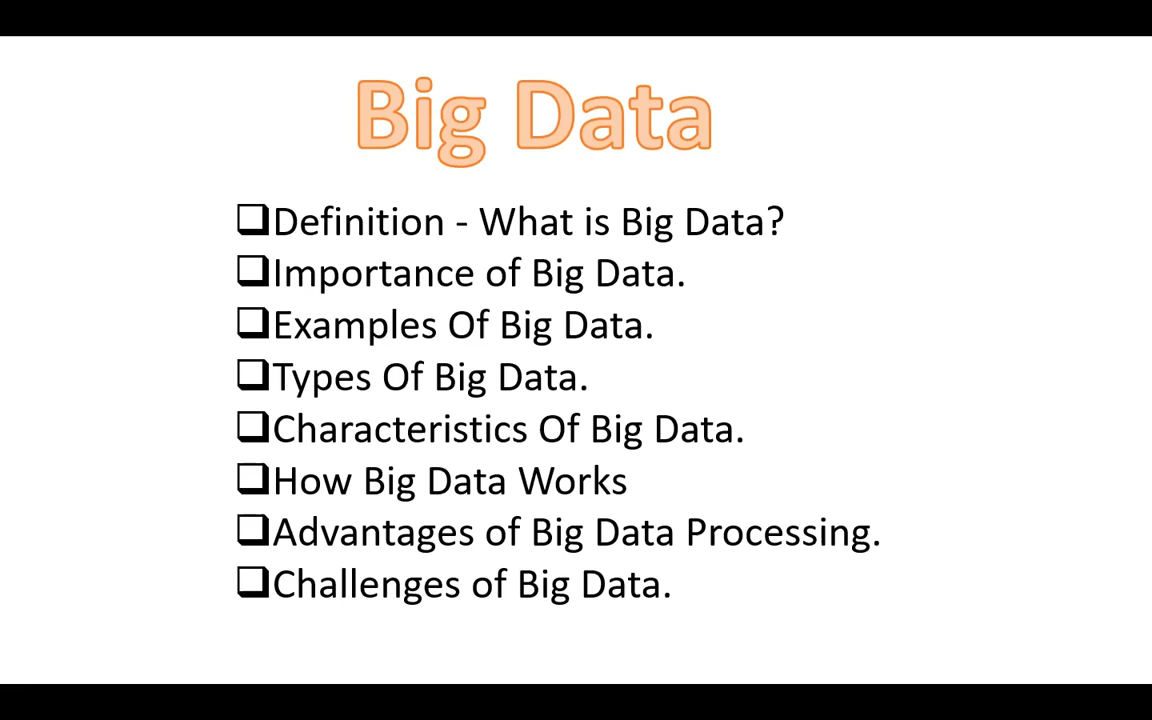 Big Data
❑Definition - What is Big Data?
❑Importance of Big Data.
❑Examples Of Big Data.
❑Types Of Big Data.
❑Characteristics Of Big Data.
❑How Big Data Works
❑Advantages of Big Data Processing.
❑Challenges of Big Data.